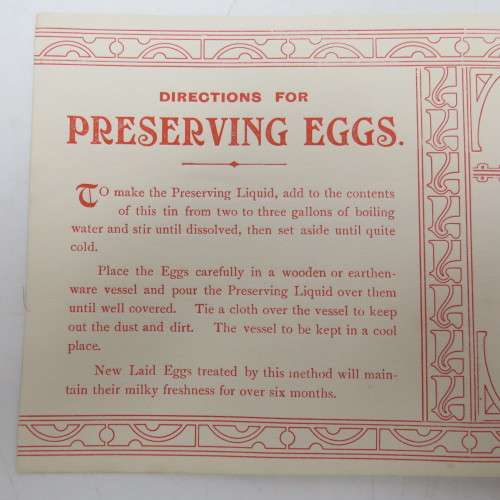 DIRECTIONS FOR
PRESERVING EGGS.
TO make the Preserving Liquid, add to the contents
of this tin from two to three gallons of boiling
water and stir until dissolved, then set aside until quite
cold.
Place the Eggs carefully in a wooden or earthen-
ware vessel and pour the Preserving Liquid over them
until well covered. Tie a cloth over the vessel to keep
out the dust and dirt. The vessel to be kept in a cool
place.
New Laid Eggs treated by this method will main-
tain their milky freshness for over six months.